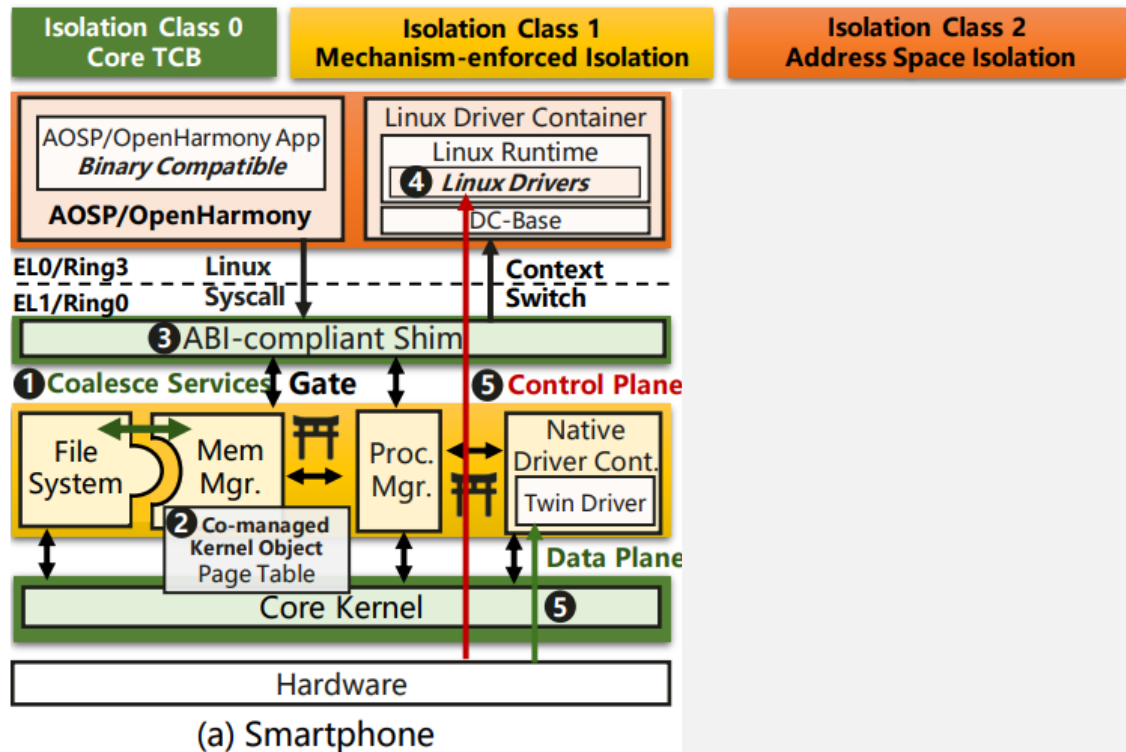 Isolation Class 0
Core TCB
Isolation Class 1
Mechanism-enforced Isolation
Isolation Class 2
Address Space Isolation
AOSP/OpenHarmony App
Binary Compatible
AOSP/OpenHarmony
Linux Driver Container
Linux Runtime
4 Linux Drivers
DC-Base
EL0/Ring3
EL1/Ring0
Linux
Syscall
Context
Switch
3 ABI-compliant Shim
1 Coalesce Services
Gate
5 Control Plane
File
System
Mem
Mgr.
Proc.
Mgr.
Native
Driver Cont.
Twin Driver
2 Co-managed
Kernel Object
Page Table
Data Plane
Core Kernel
5
Hardware
(a) Smartphone